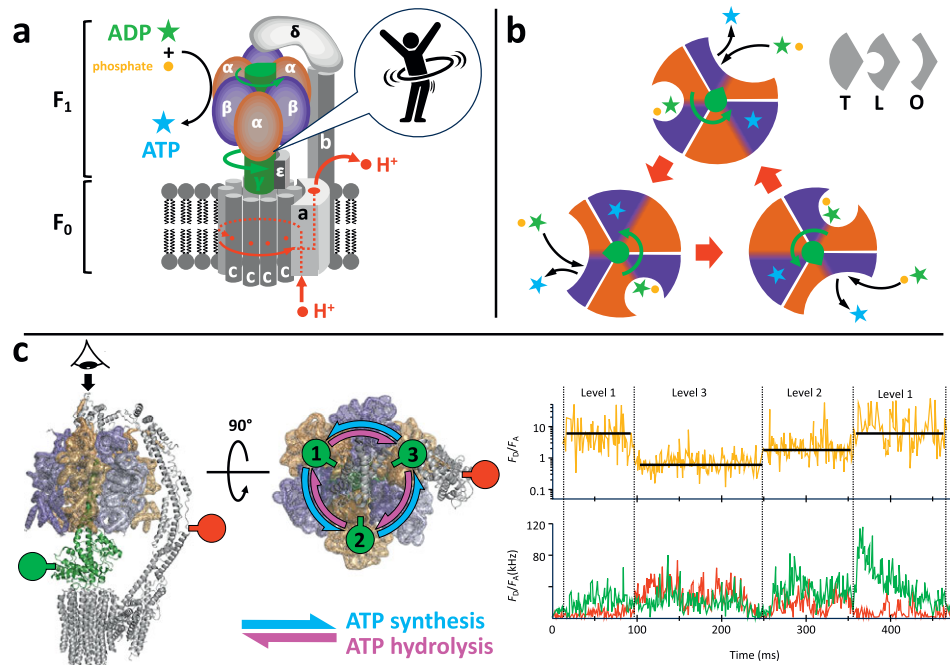 a
F1
F0
ADP
+
phosphate
ATP
δ
α
α
β
β
α
b
γ
ε
a
C
C
C
C
C
H+
H+
b
T L O
c
90°
1
3
2
ATP synthesis
ATP hydrolysis
Level 1
Level 3
Level 2
Level 1
FD/FA
10
1
0.1
FD/FA(kHz)
120
80
40
0
100
200
300
400
Time (ms)